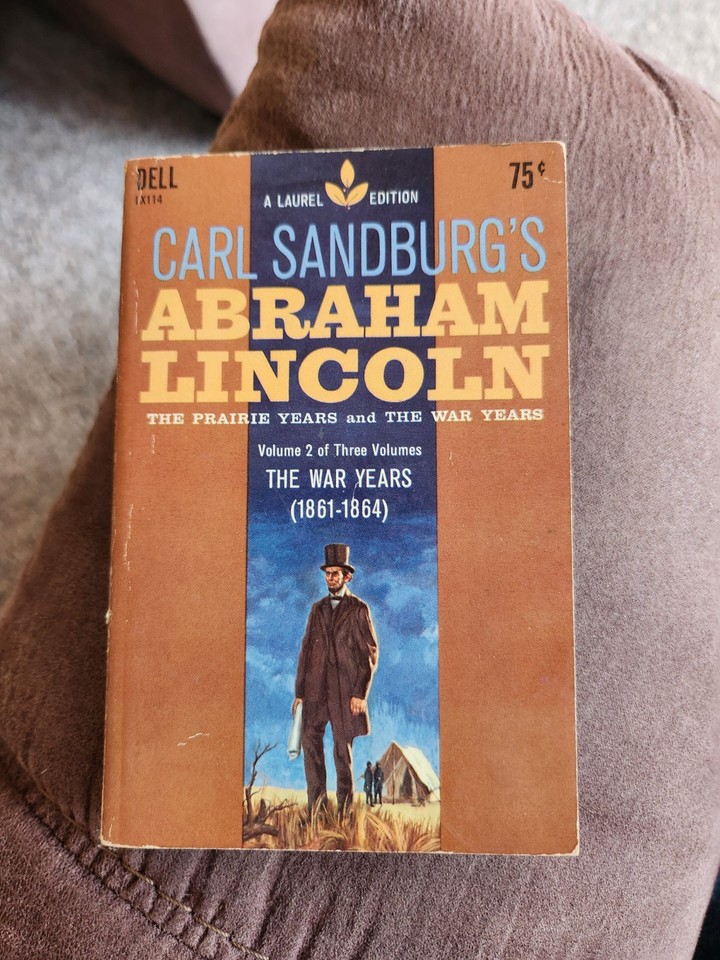 DELL
75¢
LX114
A LAUREL EDITION
CARL SANDBURG'S
ABRAHAM
LINCOLN
THE PRAIRIE YEARS and THE WAR YEARS
Volume 2 of Three Volumes
THE WAR YEARS
(1861-1864)